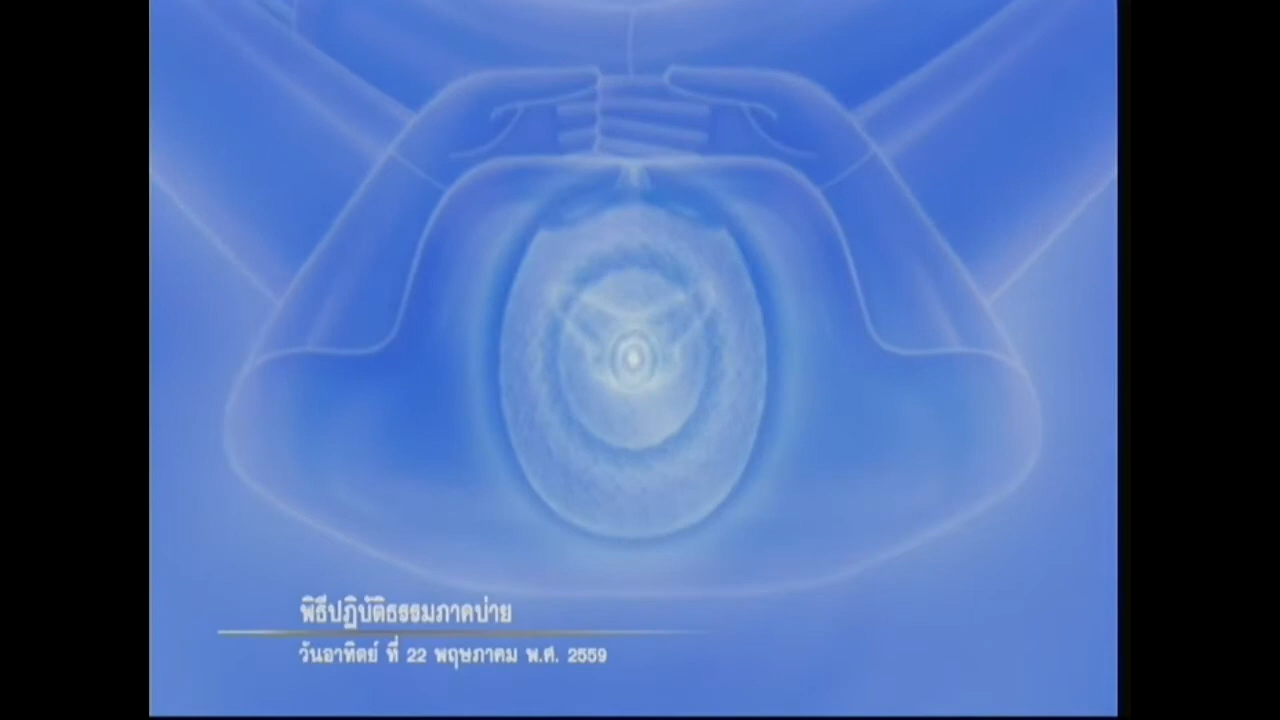 พิธีปฏิบัติธรรมภาคบ่าย
วันอาทิตย์ ที่ 22 พฤษภาคม พ.ศ. 2559